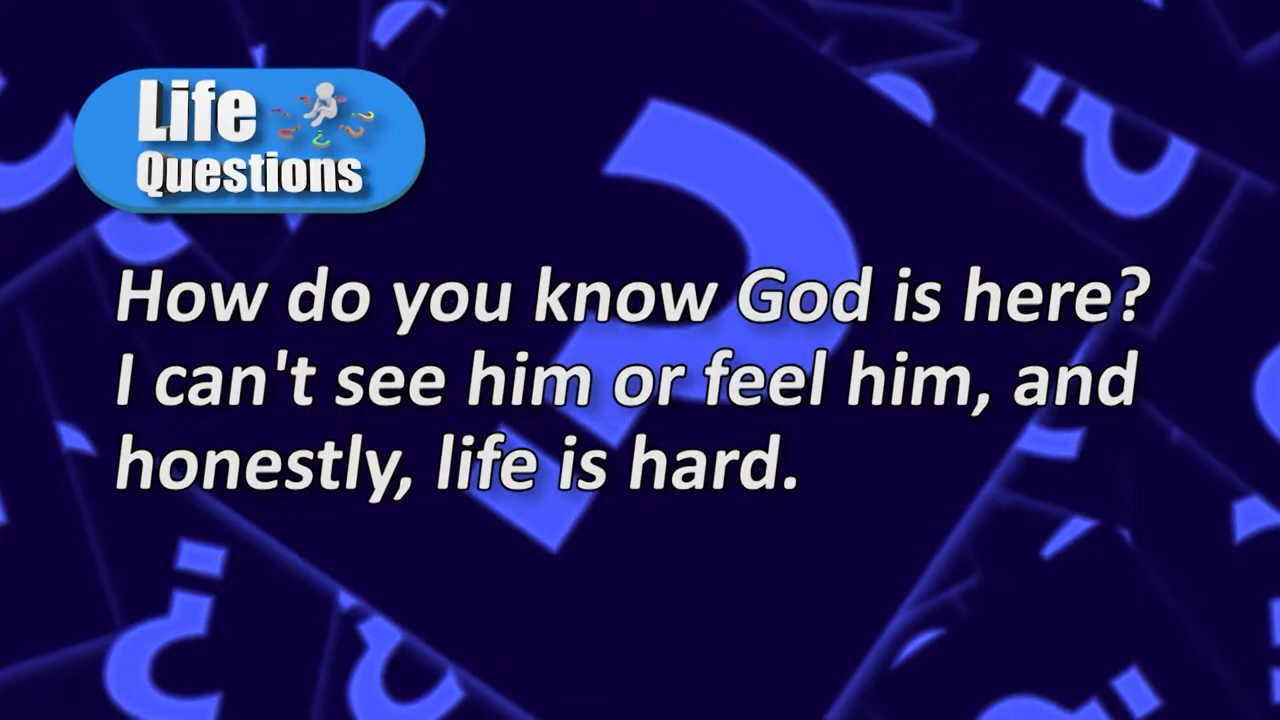 Life
Questions
How do you know God is here?
I can't see him or feel him, and
honestly, life is hard.